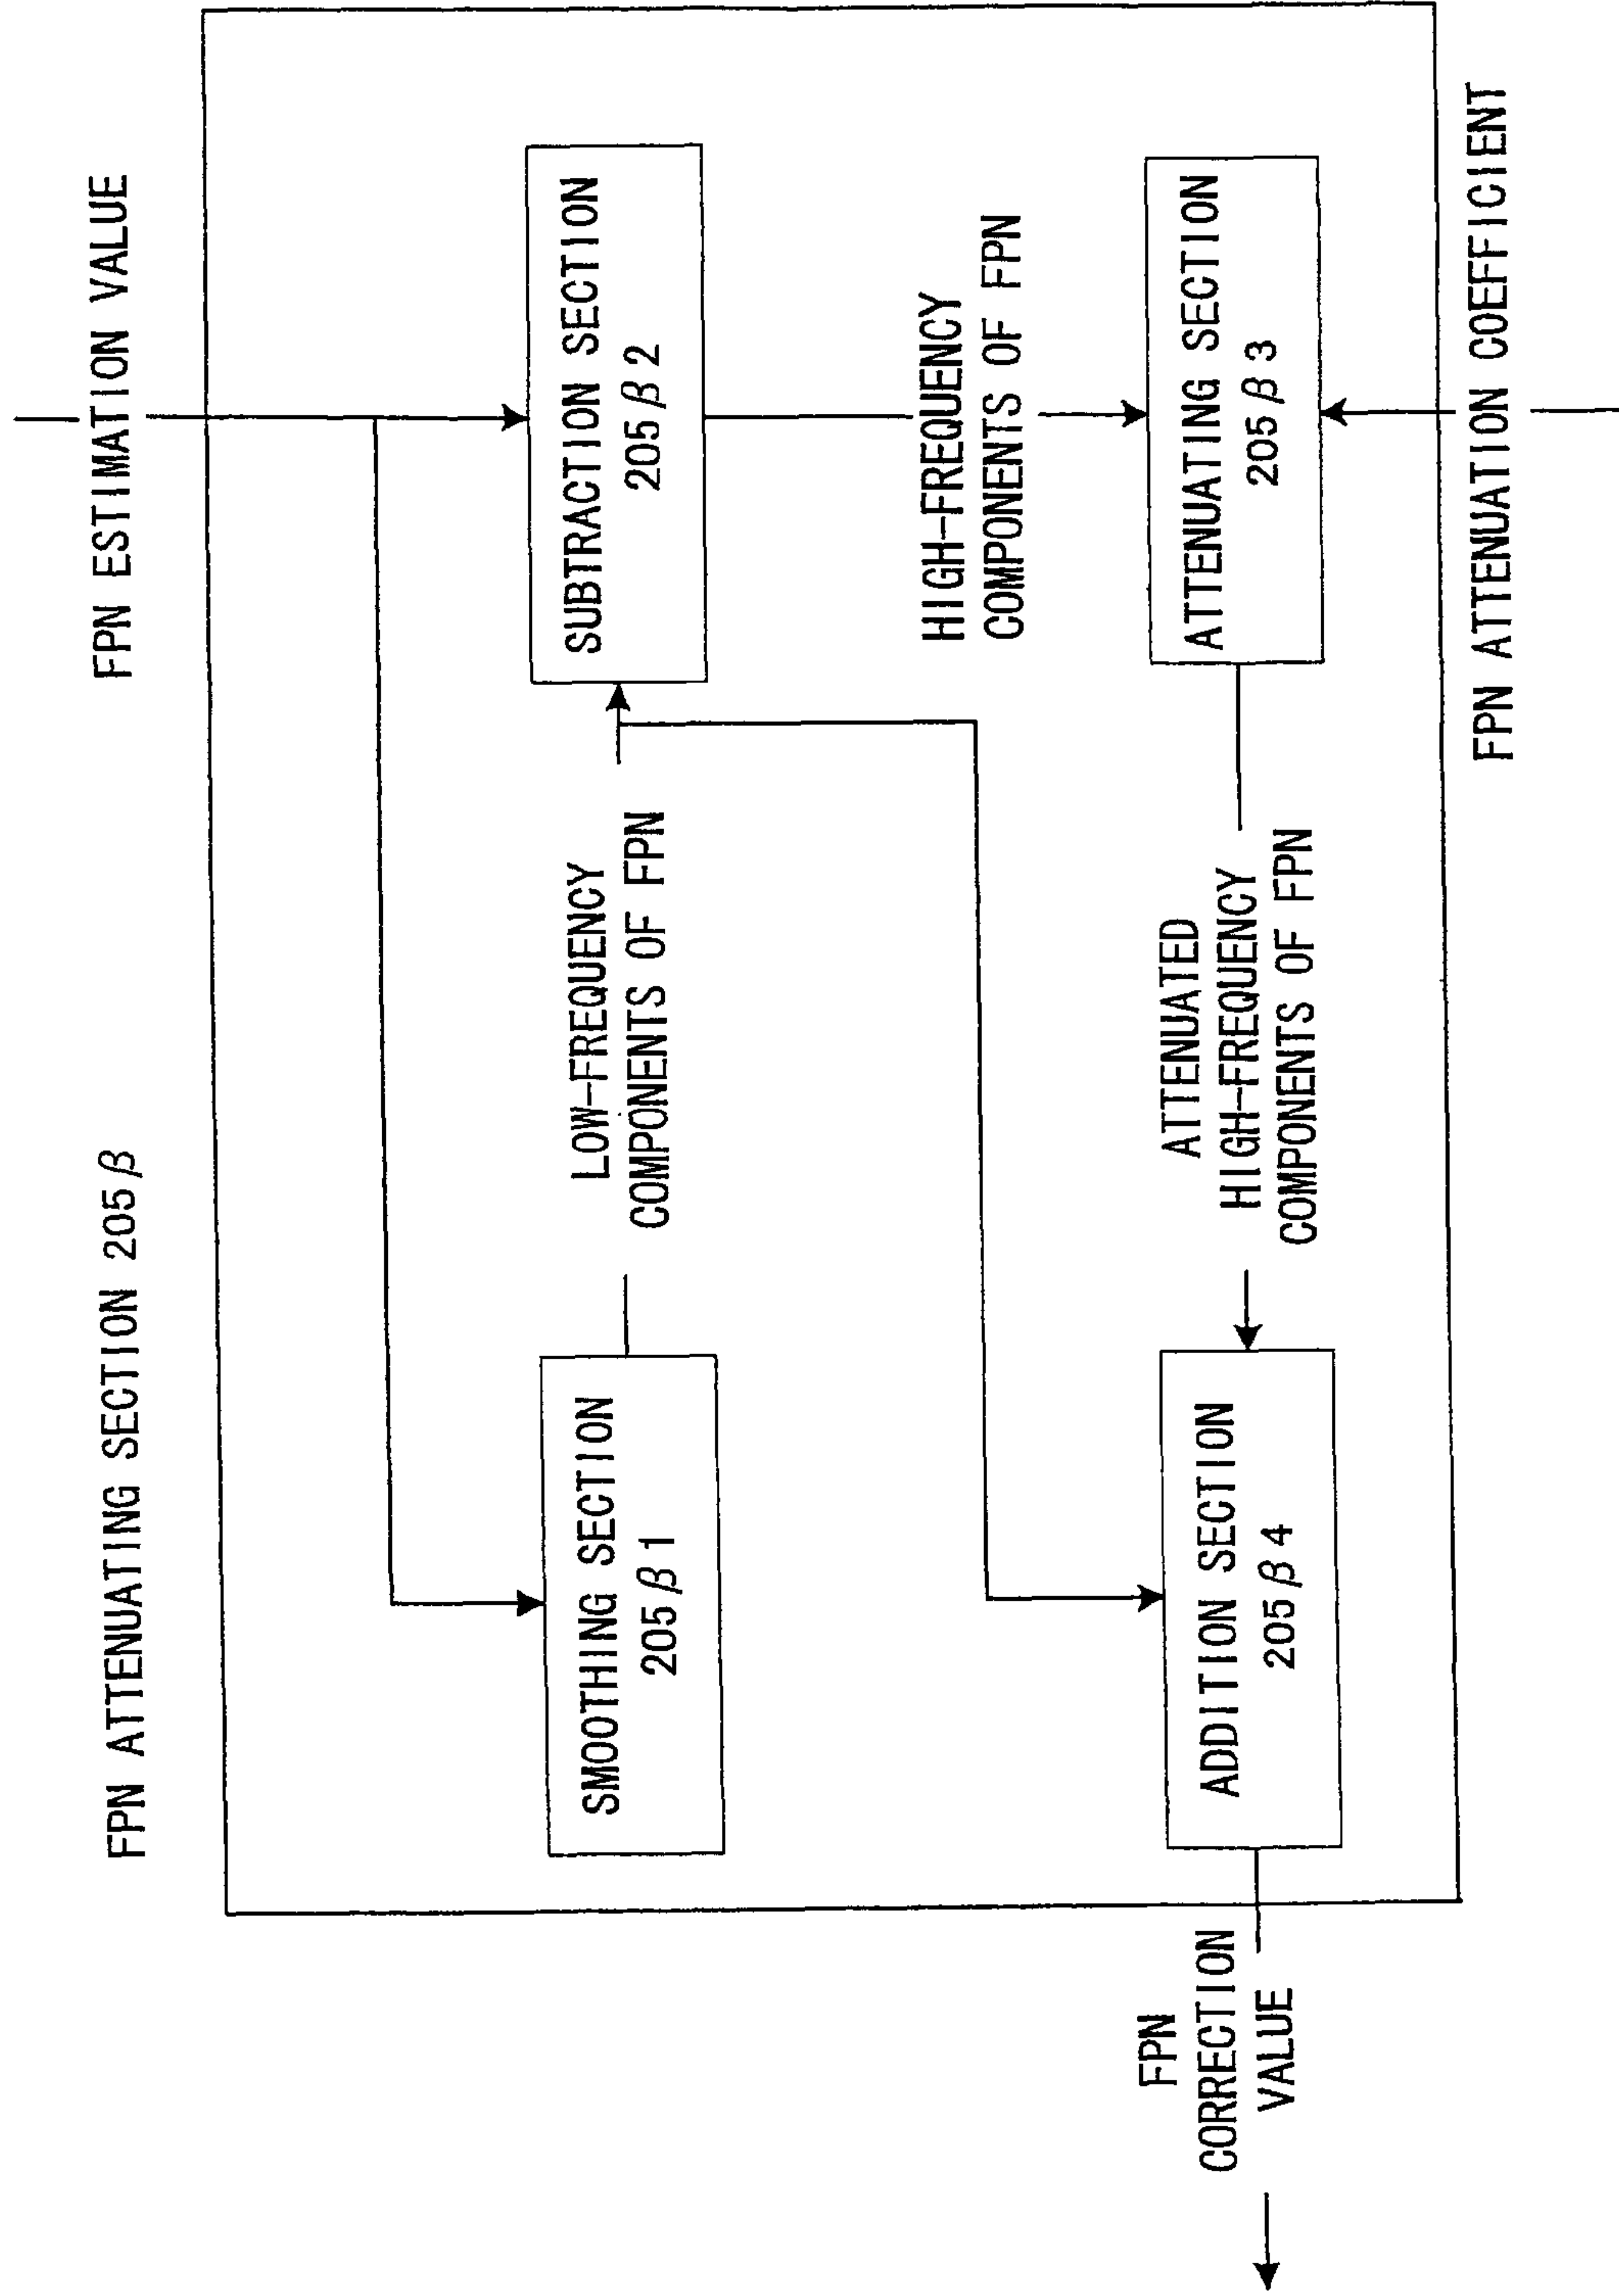 FPN ATTENUATING SECTION 205β
FPN ESTIMATION VALUE
SMOOTHING SECTION
205β1
LOW-FREQUENCY
COMPONENTS OF FPN
SUBTRACTION SECTION
205β2
HIGH-FREQUENCY
COMPONENTS OF FPN
FPN
CORRECTION
VALUE
ADDITION SECTION
205β4
ATTENUATED
HIGH-FREQUENCY
COMPONENTS OF FPN
ATTENUATING SECTION
205β3
FPN ATTENUATION COEFFICIENT